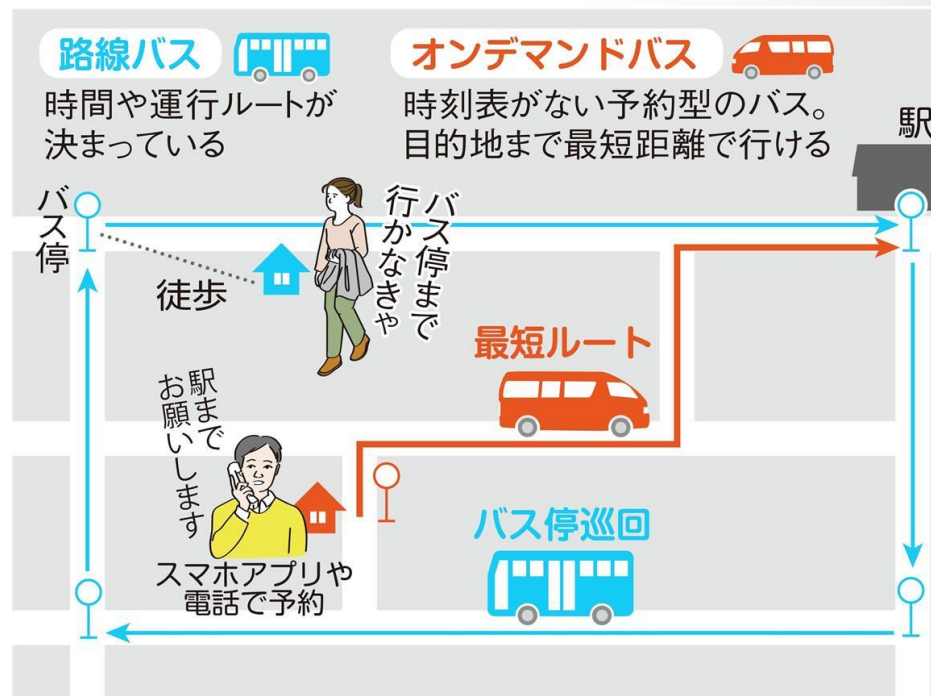 路線バス
時間や運行ルートが
決まっている
オンデマンドバス
時刻表がない予約型のバス。
目的地まで最短距離で行ける
駅
バス停
徒歩
バス停まで
行かなきゃ
最短ルート
駅まで
お願いします
スマホアプリや
電話で予約
バス停巡回